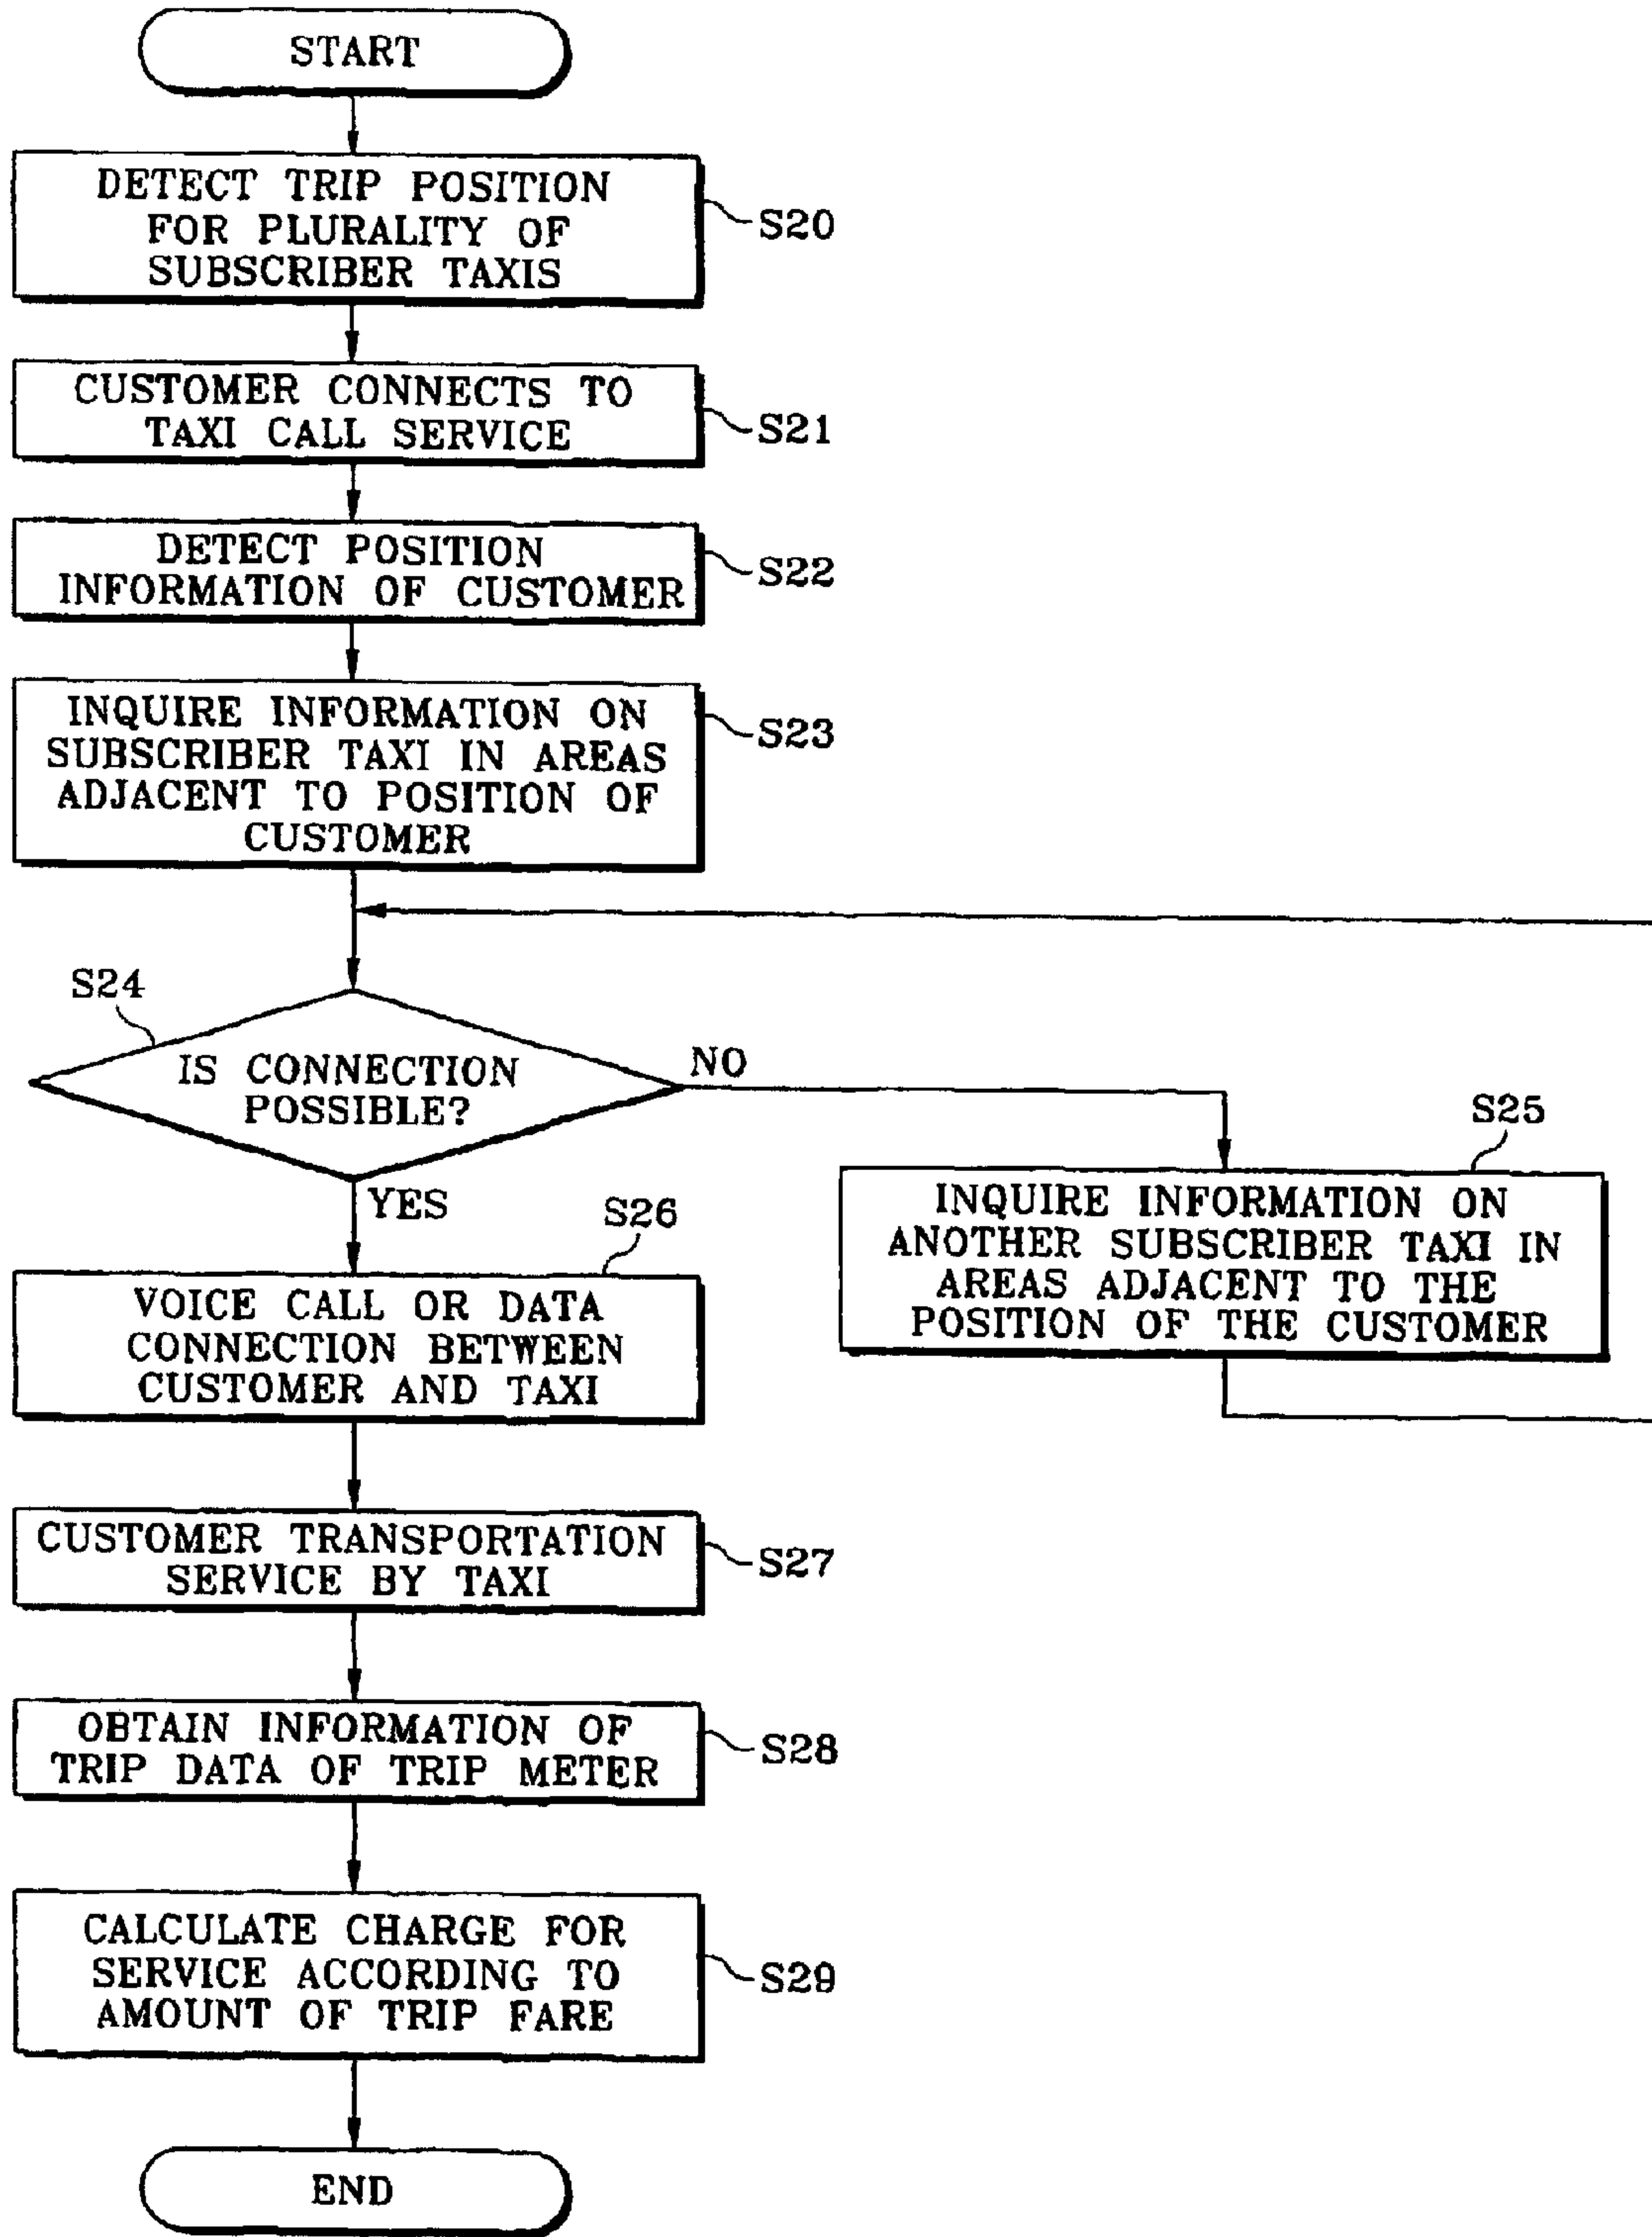 START
DETECT TRIP POSITION
FOR PLURALITY OF
SUBSCRIBER TAXIS
S20
CUSTOMER CONNECTS TO
TAXI CALL SERVICE
S21
DETECT POSITION
INFORMATION OF CUSTOMER
S22
INQUIRE INFORMATION ON
SUBSCRIBER TAXI IN AREAS
ADJACENT TO POSITION OF
CUSTOMER
S23
S24
IS CONNECTION
POSSIBLE?
NO
YES
S25
INQUIRE INFORMATION ON
ANOTHER SUBSCRIBER TAXI IN
AREAS ADJACENT TO THE
POSITION OF THE CUSTOMER
S26
VOICE CALL OR DATA
CONNECTION BETWEEN
CUSTOMER AND TAXI
CUSTOMER TRANSPORTATION
SERVICE BY TAXI
S27
OBTAIN INFORMATION OF
TRIP DATA OF TRIP METER
S28
CALCULATE CHARGE FOR
SERVICE ACCORDING TO
AMOUNT OF TRIP FARE
S29
END